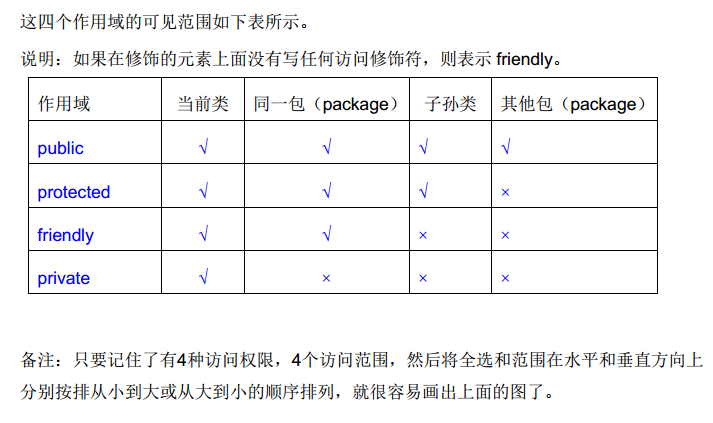 这四个作用域的可见范围如下表所示。
说明：如果在修饰的元素上面没有写任何访问修饰符，则表示 friendly。
作用域 当前类 同一包（package） 子孙类 其他包（package）
public √ √ √ √
protected √ √ √ ×
friendly √ √ × ×
private √ × × ×
备注：只要记住了有4种访问权限，4个访问范围，然后将全选和范围在水平和垂直方向上
分别按排从小到大或从大到小的顺序排列，就很容易画出上面的图了。